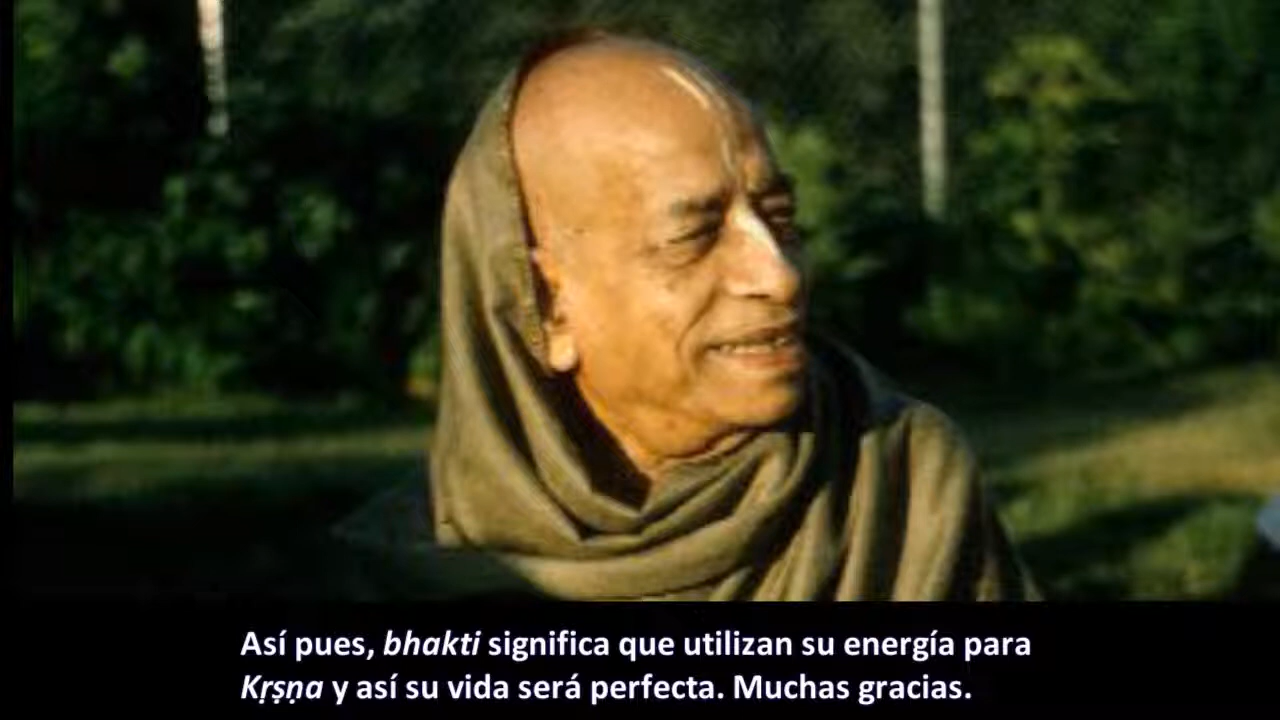 Así pues, bhakti significa que utilizan su energía para
Kṛṣṇa y así su vida será perfecta. Muchas gracias.